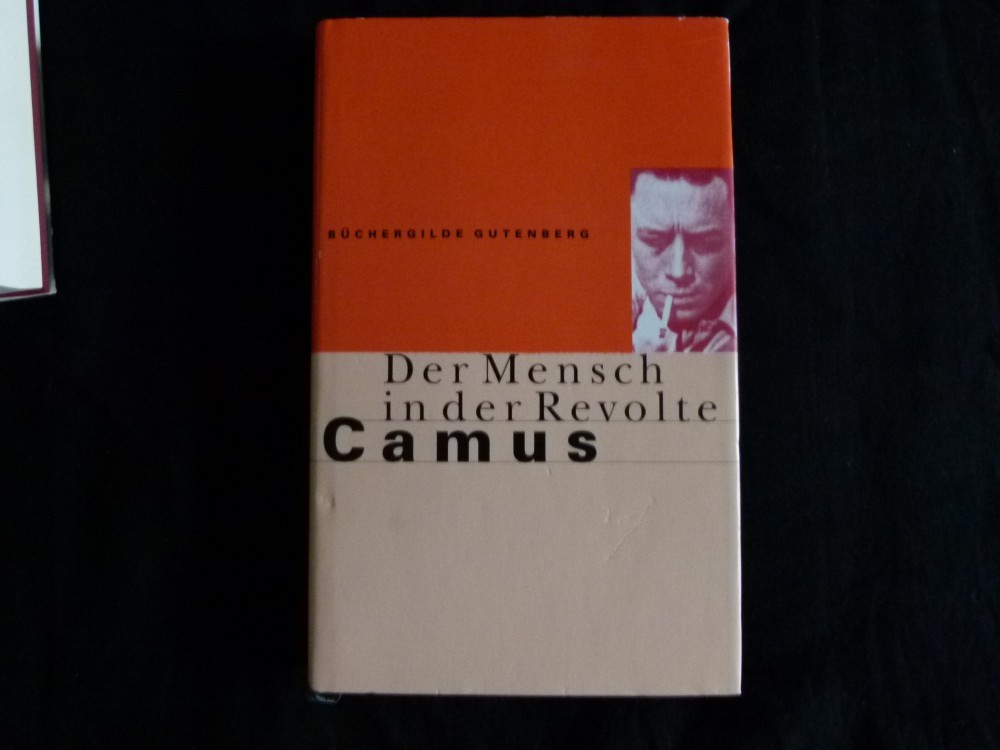 BÜCHERGILDE GUTENBERG
Der Mensch
in der Revolte
Camus